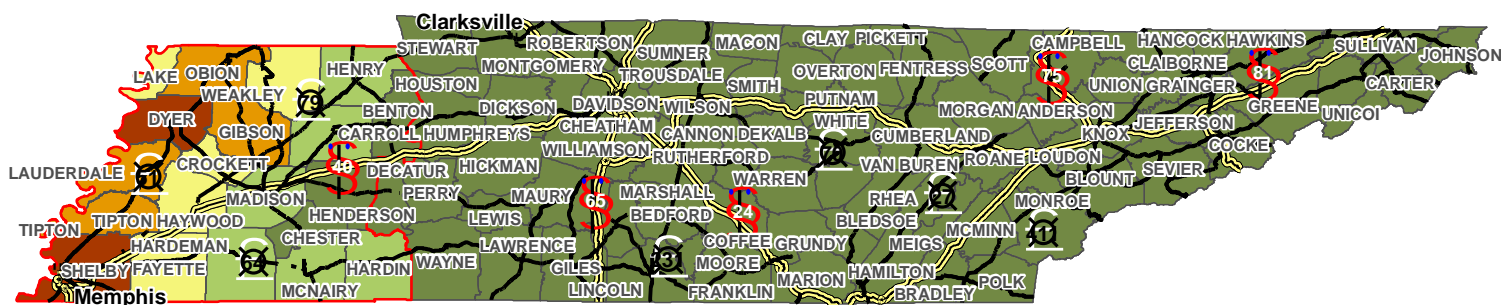 Clarksville
STEWART
ROBERTSON
SUMNER
MACON
CLAY
PICKETT
CAMPBELL
HANCOCK
HAWKINS
SULLIVAN
JOHNSON
LAKE
OBION
HENRY
MONTGOMERY
TROUSDALE
OVERTON
FENTRESS
SCOTT
75
CLAIBORNE
81
CARTER
WEAKLEY
79
HOUSTON
SMITH
UNION
GRAINGER
DYER
BENTON
DICKSON
DAVIDSON
WILSON
PUTNAM
MORGAN
ANDERSON
GREENE
UNICOI
GIBSON
CARROLL
HUMPHREYS
CHEATHAM
CANNON
DEKALB
WHITE
CUMBERLAND
KNOX
JEFFERSON
COCKE
LAUDERDALE
51
CROCKETT
40
DECATUR
HICKMAN
WILLIAMSON
RUTHERFORD
70
VAN BUREN
ROANE
LOUDON
BLOUNT
SEVIER
MADISON
PERRY
MAURY
65
MARSHALL
WARREN
24
RHEA
27
MONROE
TIPTON
TIPTON
HAYWOOD
HENDERSON
LEWIS
BEDFORD
BLEDSOE
MCMINN
411
HARDEMAN
CHESTER
LAWRENCE
COFFEE
GRUNDY
MEIGS
SHELBY
FAYETTE
64
HARDIN
WAYNE
GILES
231
MOORE
MARION
HAMILTON
POLK
Memphis
MCNAIRY
LINCOLN
FRANKLIN
BRADLEY